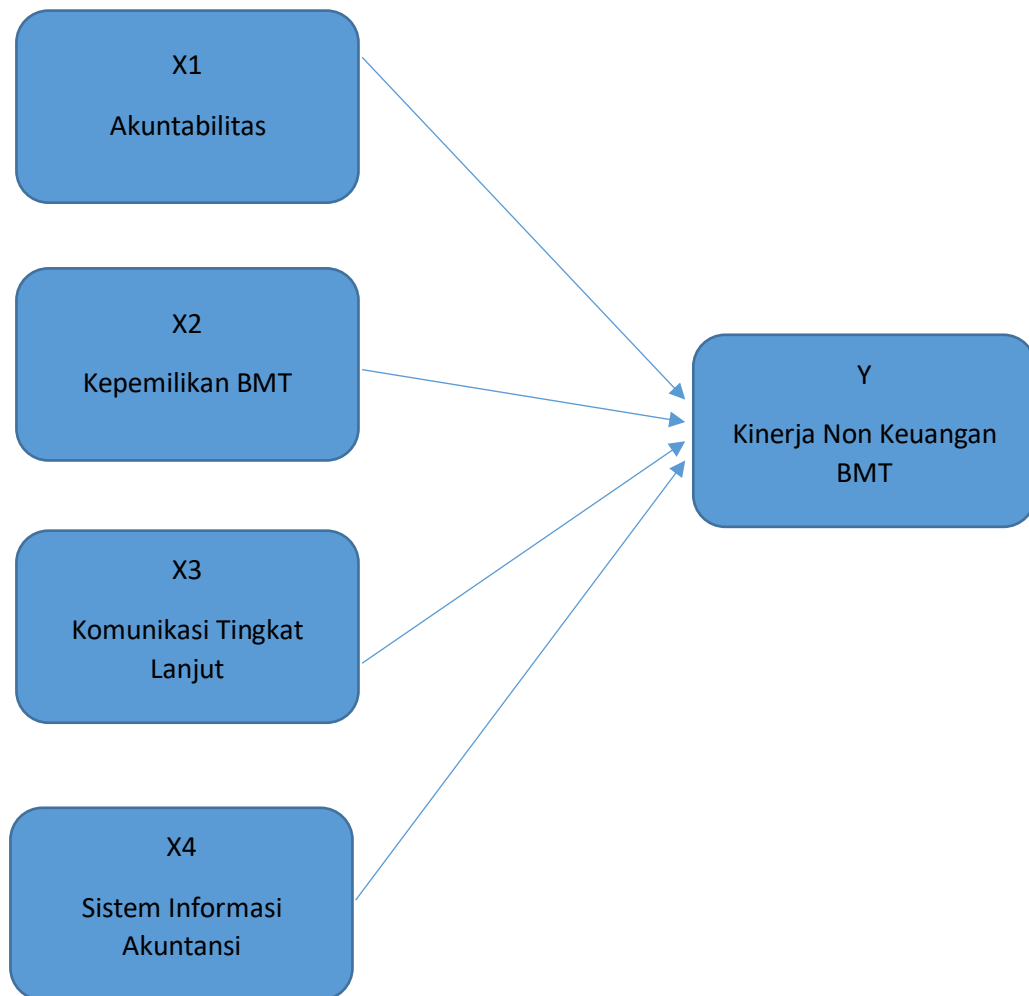 X1
Akuntabilitas
X2
Kepemilikan BMT
X3
Komunikasi Tingkat
Lanjut
X4
Sistem Informasi
Akuntansi
Y
Kinerja Non Keuangan
BMT